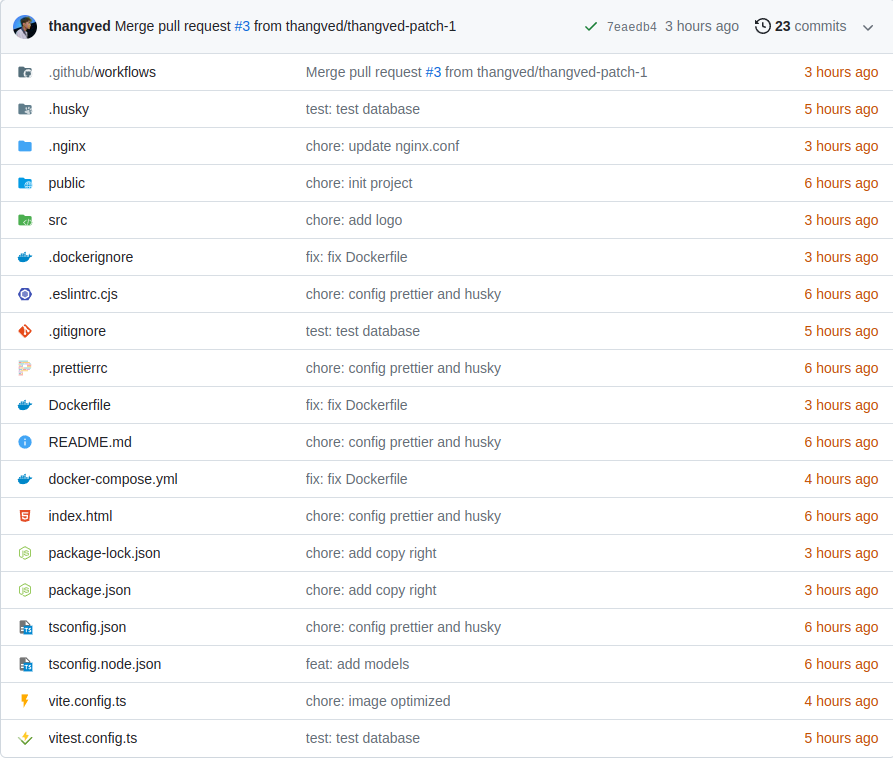 thangved Merge pull request #3 from thangved/thangved-patch-1 7eaedb4 3 hours ago 23 commits
.github/workflows Merge pull request #3 from thangved/thangved-patch-1 3 hours ago
.husky test: test database 5 hours ago
.nginx chore: update nginx.conf 3 hours ago
public chore: init project 6 hours ago
src chore: add logo 3 hours ago
.dockerignore fix: fix Dockerfile 3 hours ago
.eslintrc.cjs chore: config prettier and husky 6 hours ago
.gitignore test: test database 5 hours ago
.prettierrc chore: config prettier and husky 6 hours ago
Dockerfile fix: fix Dockerfile 3 hours ago
README.md chore: config prettier and husky 6 hours ago
docker-compose.yml fix: fix Dockerfile 4 hours ago
index.html chore: config prettier and husky 6 hours ago
package-lock.json chore: add copy right 3 hours ago
package.json chore: add copy right 3 hours ago
tsconfig.json chore: config prettier and husky 6 hours ago
tsconfig.node.json feat: add models 6 hours ago
vite.config.ts chore: image optimized 4 hours ago
vitest.config.ts test: test database 5 hours ago